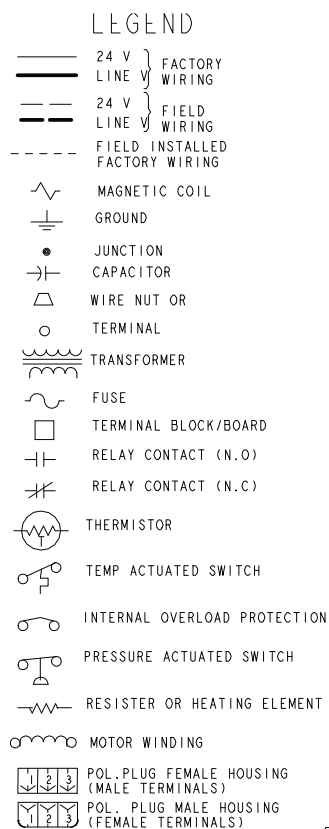 LEGEND
24 V
LINE V
FACTORY
WIRING
24 V
LINE V
FIELD
WIRING
FIELD INSTALLED
FACTORY WIRING
MAGNETIC COIL
GROUND
JUNCTION
CAPACITOR
WIRE NUT OR
TERMINAL
TRANSFORMER
FUSE
TERMINAL BLOCK/BOARD
RELAY CONTACT (N.O)
RELAY CONTACT (N.C)
THERMISTOR
TEMP ACTUATED SWITCH
INTERNAL OVERLOAD PROTECTION
PRESSURE ACTUATED SWITCH
RESISTER OR HEATING ELEMENT
MOTOR WINDING
1 2 3
POL.PLUG FEMALE HOUSING
(MALE TERMINALS)
1 2 3
POL. PLUG MALE HOUSING
(FEMALE TERMINALS)